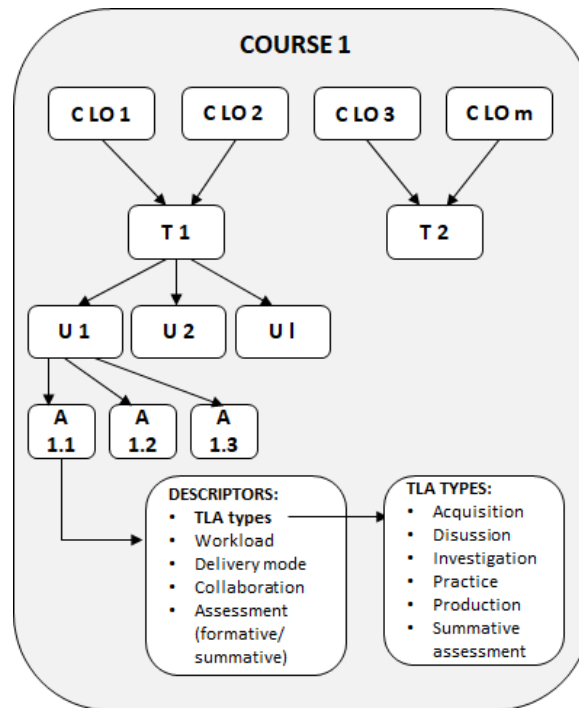 COURSE 1
C LO 1
C LO 2
C LO 3
C LO m
T 1
T 2
U 1
U 2
U l
A
1.1
A
1.2
A
1.3
DESCRIPTORS:
• TLA types
• Workload
• Delivery mode
• Collaboration
• Assessment
(formative/
summative)
TLA TYPES:
• Acquisition
• Disussion
• Investigation
• Practice
• Production
• Summative
assessment